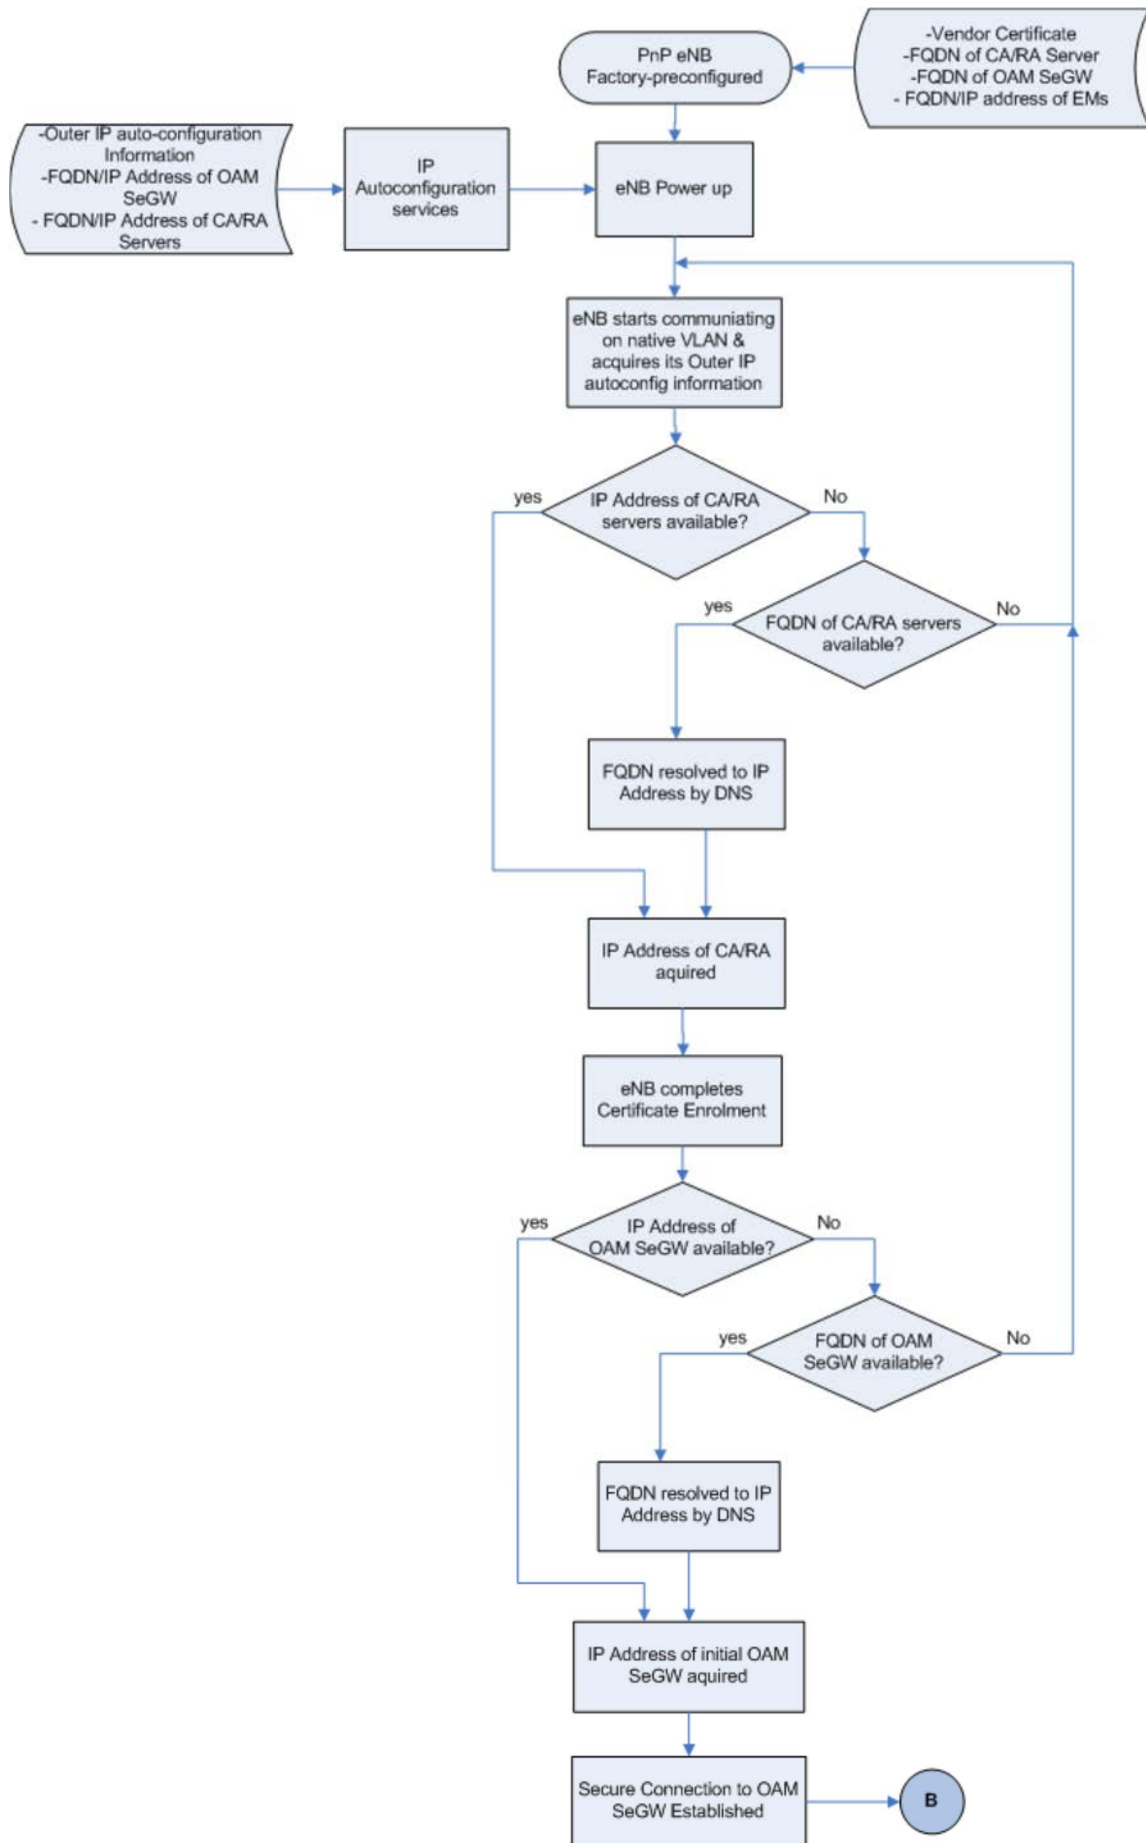 PnP eNB
Factory-preconfigured
-Vendor Certificate
-FQDN of CA/RA Server
-FQDN of OAM SeGW
- FQDN/IP address of EMs
-Outer IP auto-configuration
Information
-FQDN/IP Address of OAM
SeGW
- FQDN/IP Address of CA/RA
Servers
IP
Autoconfiguration
services
eNB Power up
eNB starts communiating
on native VLAN &
acquires its Outer IP
autoconfig information
yes
IP Address of CA/RA
servers available?
No
yes
FQDN of CA/RA servers
available?
No
FQDN resolved to IP
Address by DNS
IP Address of CA/RA
aquired
eNB completes
Certificate Enrolment
yes
IP Address of
OAM SeGW available?
No
yes
FQDN of OAM
SeGW available?
No
FQDN resolved to IP
Address by DNS
IP Address of initial OAM
SeGW aquired
Secure Connection to OAM
SeGW Established
B